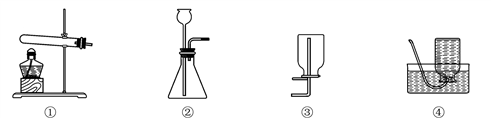 ① ② ③ ④